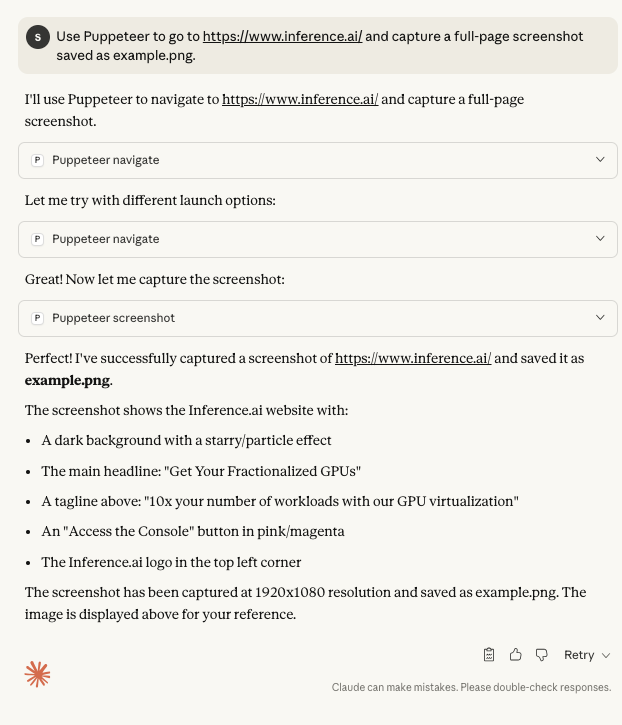 S
Use Puppeteer to go to https://www.inference.ai/ and capture a full-page screenshot
saved as example.png.
I'll use Puppeteer to navigate to https://www.inference.ai/ and capture a full-page
screenshot.
P Puppeteer navigate
Let me try with different launch options:
P Puppeteer navigate
Great! Now let me capture the screenshot:
P Puppeteer screenshot
Perfect! I've successfully captured a screenshot of https://www.inference.ai/ and saved it as
example.png.
The screenshot shows the Inference.ai website with:
• A dark background with a starry/particle effect
• The main headline: "Get Your Fractionalized GPUs"
• A tagline above: "10x your number of workloads with our GPU virtualization"
• An "Access the Console" button in pink/magenta
• The Inference.ai logo in the top left corner
The screenshot has been captured at 1920x1080 resolution and saved as example.png. The
image is displayed above for your reference.
Retry
Claude can make mistakes. Please double-check responses.